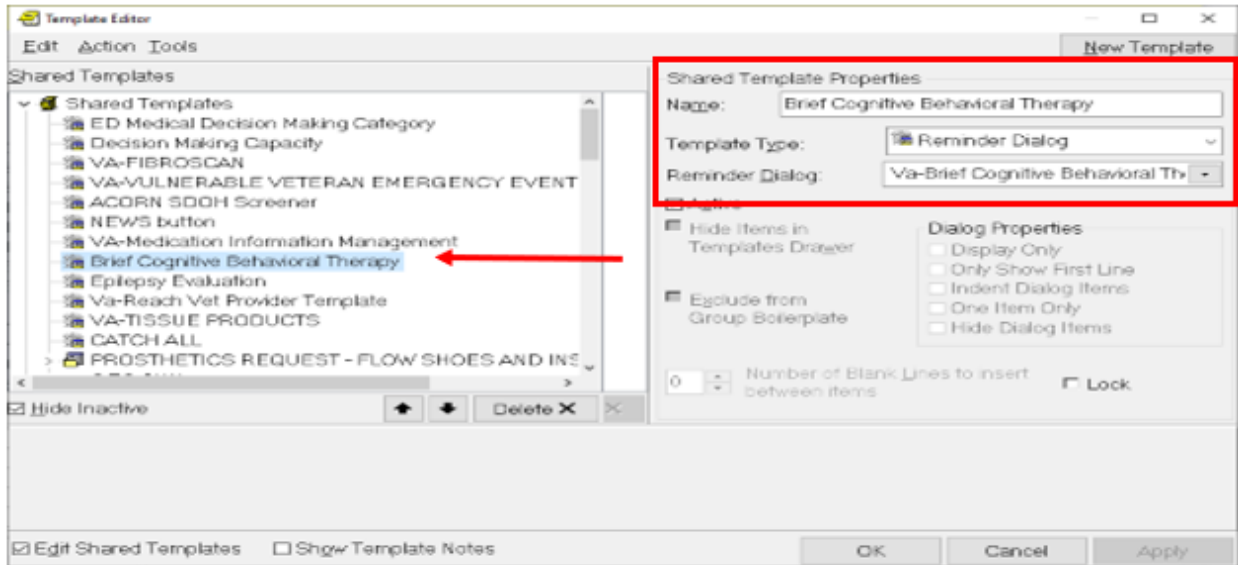 Template Editor
Edit Action Tools
New Template
Shared Templates
Shared Templates
ED Medical Decision Making Category
Decision Making Capacity
VA-FIBROSCAN
VA-VULNERABLE VETERAN EMERGENCY EVENT
ACORN SDOH Screener
NEWS button
VA-Medication Information Management
Brief Cognitive Behavioral Therapy
Epilepsy Evaluation
Va-Reach Vet Provider Template
VA-TISSUE PRODUCTS
CATCH ALL
PROSTHETICS REQUEST - FLOW SHOES AND INS
Hide Inactive
Delete X
Shared Template Properties
Name: Brief Cognitive Behavioral Therapy
Template Type: Reminder Dialog
Reminder Dialog: Va-Brief Cognitive Behavioral Th
Active
Hide Items in
Templates Drawer
Exclude from
Group Boilerplate
Dialog Properties
Display Only
Only Show First Line
Indent Dialog Items
One Item Only
Hide Dialog Items
0 Number of Blank Lines to insert
between items
Lock
Edit Shared Templates Show Template Notes
OK Cancel Apply